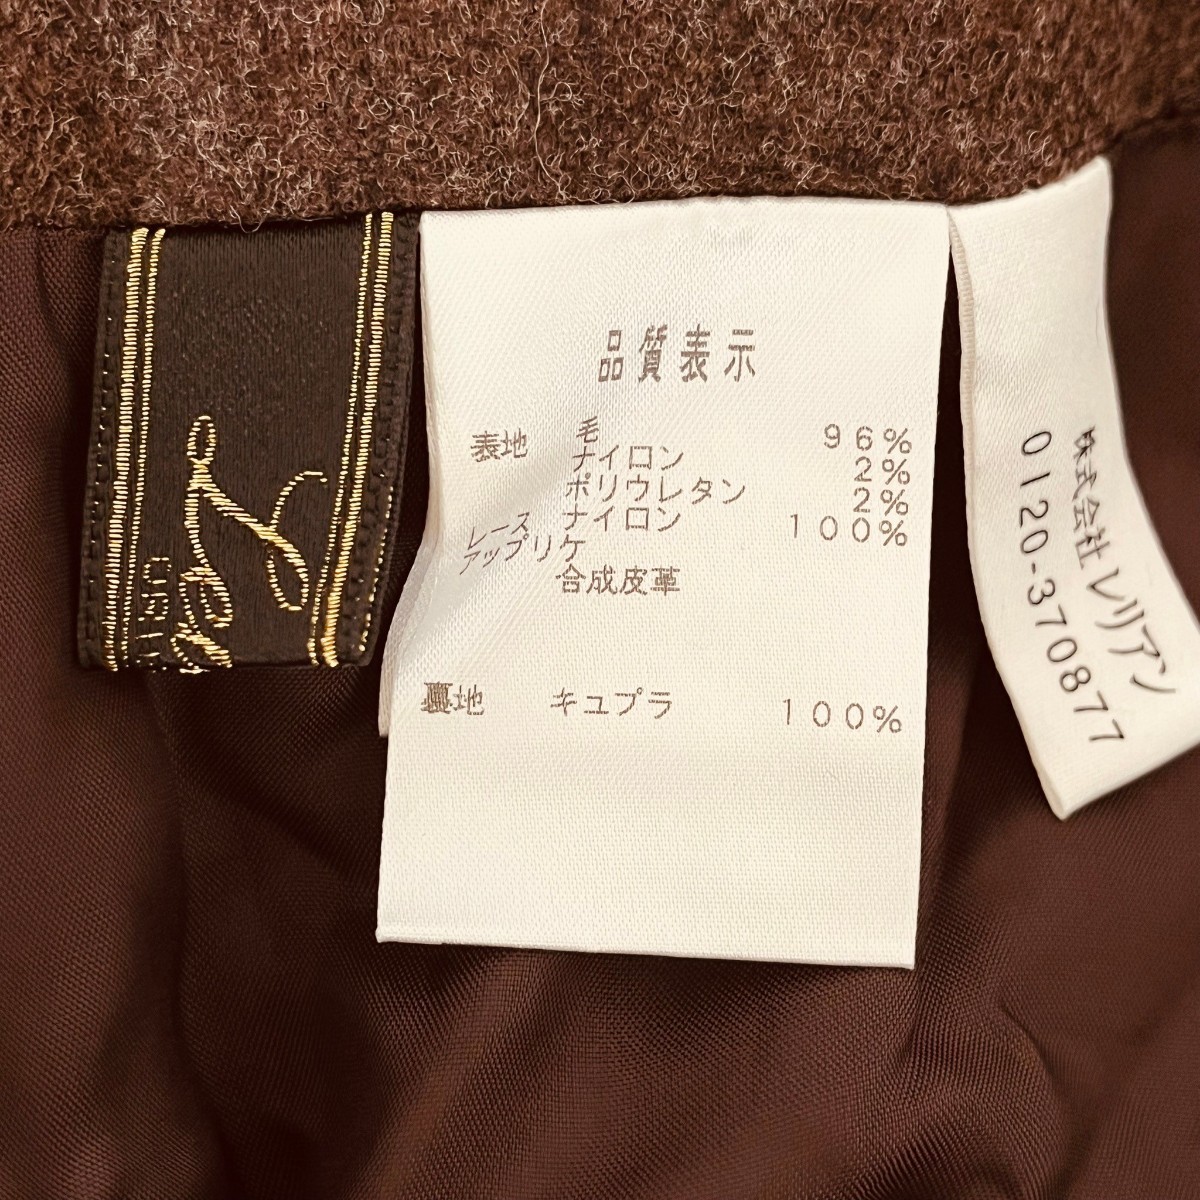 品質表示
表地 毛 96%
ナイロン 2%
ポリウレタン 2%
レース ナイロン 100%
アップリケ
合成皮革
裏地 キュプラ 100%
株式会社レリアン
0120-370877